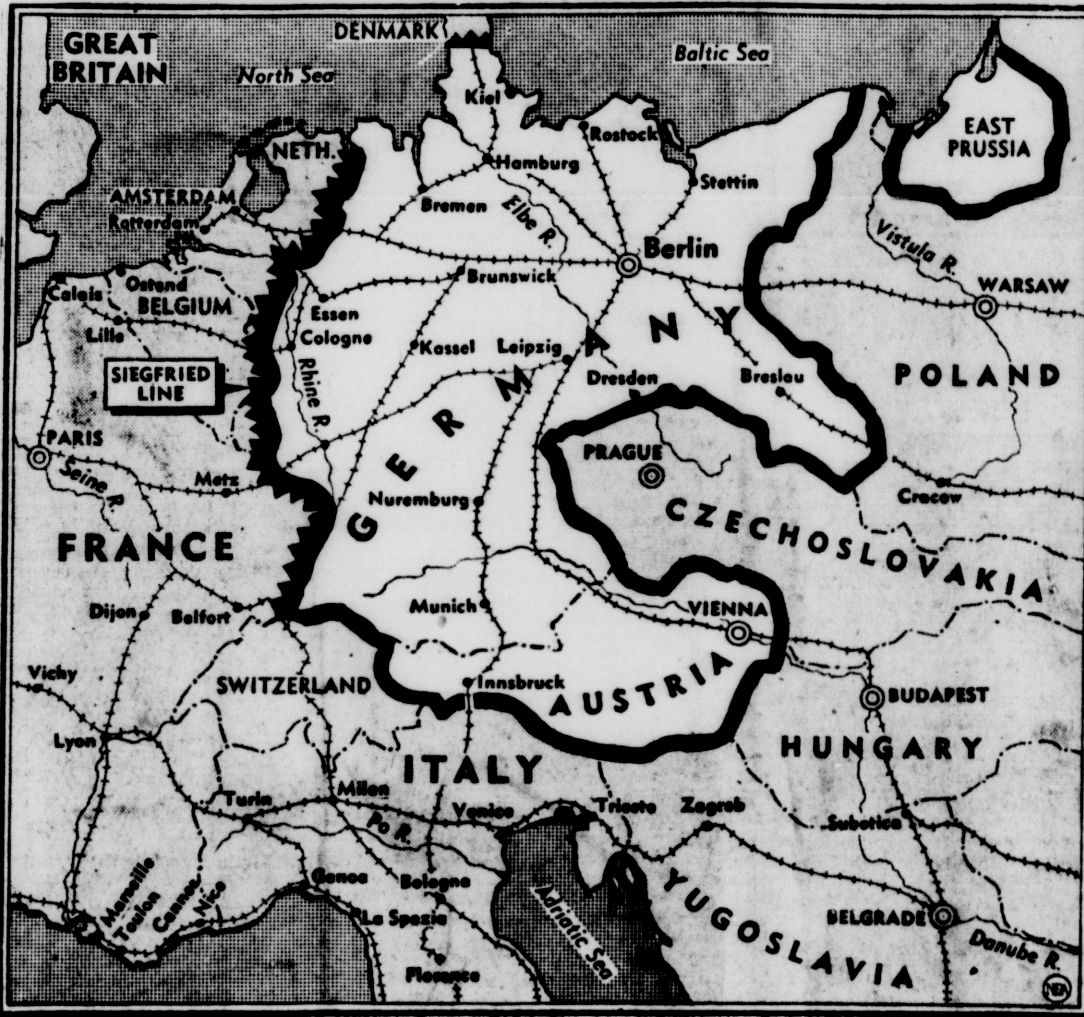 GREAT
BRITAIN
DENMARK
North Sea
Baltic Sea
Kiel
Rostock
EAST
PRUSSIA
NETH.
Hamburg
Stettin
AMSTERDAM
Rotterdam
Bremen
Elbe R.
Berlin
Vistula R.
Ostend
Calais
BELGIUM
Brunswick
WARSAW
Essen
Lille
Cologne
Kassel
Leipzig
GERMANY
SIEGFRIED
LINE
Rhine R.
Dresden
Breslau
POLAND
PARIS
PRAGUE
Seine R.
Metz
Nuremburg
Cracow
CZECHOSLOVAKIA
FRANCE
Dijon
Belfort
Munich
VIENNA
Vichy
SWITZERLAND
Innsbruck
AUSTRIA
BUDAPEST
Lyon
ITALY
HUNGARY
Turin
Milan
Venice
Trieste
Zagreb
Po R.
Subotica
Marseille
Toulon
Cannes
Nice
Genoa
Bologna
YUGOSLAVIA
La Spezia
Adriatic Sea
BELGRADE
Danube R.
Florence
NEA